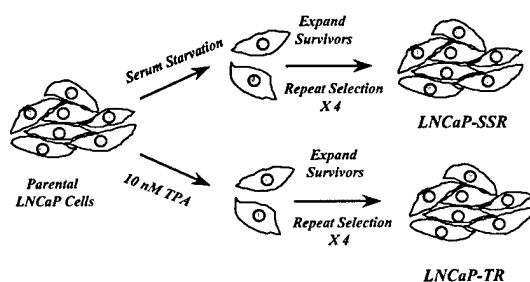 Serum Starvation
Expand
Survivors
Repeat Selection
X 4
LNCaP-SSR
Parental
LNCaP Cells
10 nM TPA
Expand
Survivors
Repeat Selection
X 4
LNCaP-TR